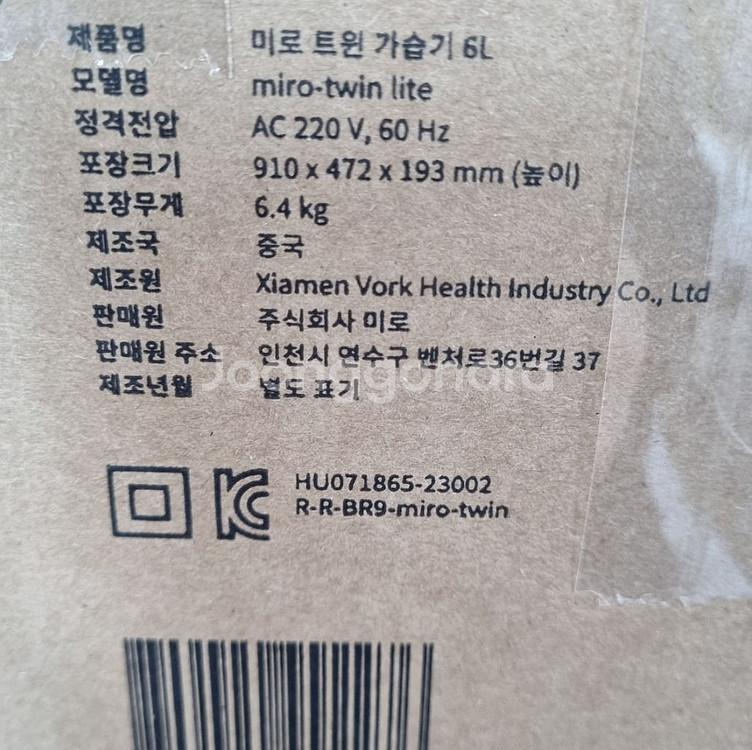 제품명 미로 트윈 가습기 6L
모델명 miro-twin lite
정격전압 AC 220 V, 60 Hz
포장크기 910 x 472 x 193 mm (높이)
포장무게 6.4 kg
제조국 중국
제조원 Xiamen Vork Health Industry Co., Ltd
판매원 주식회사 미로
판매원 주소 인천시 연수구 벤처로36번길 37
Joonggonara
제조년월 별도 표기
HU071865-23002
R-R-BR9-miro-twin